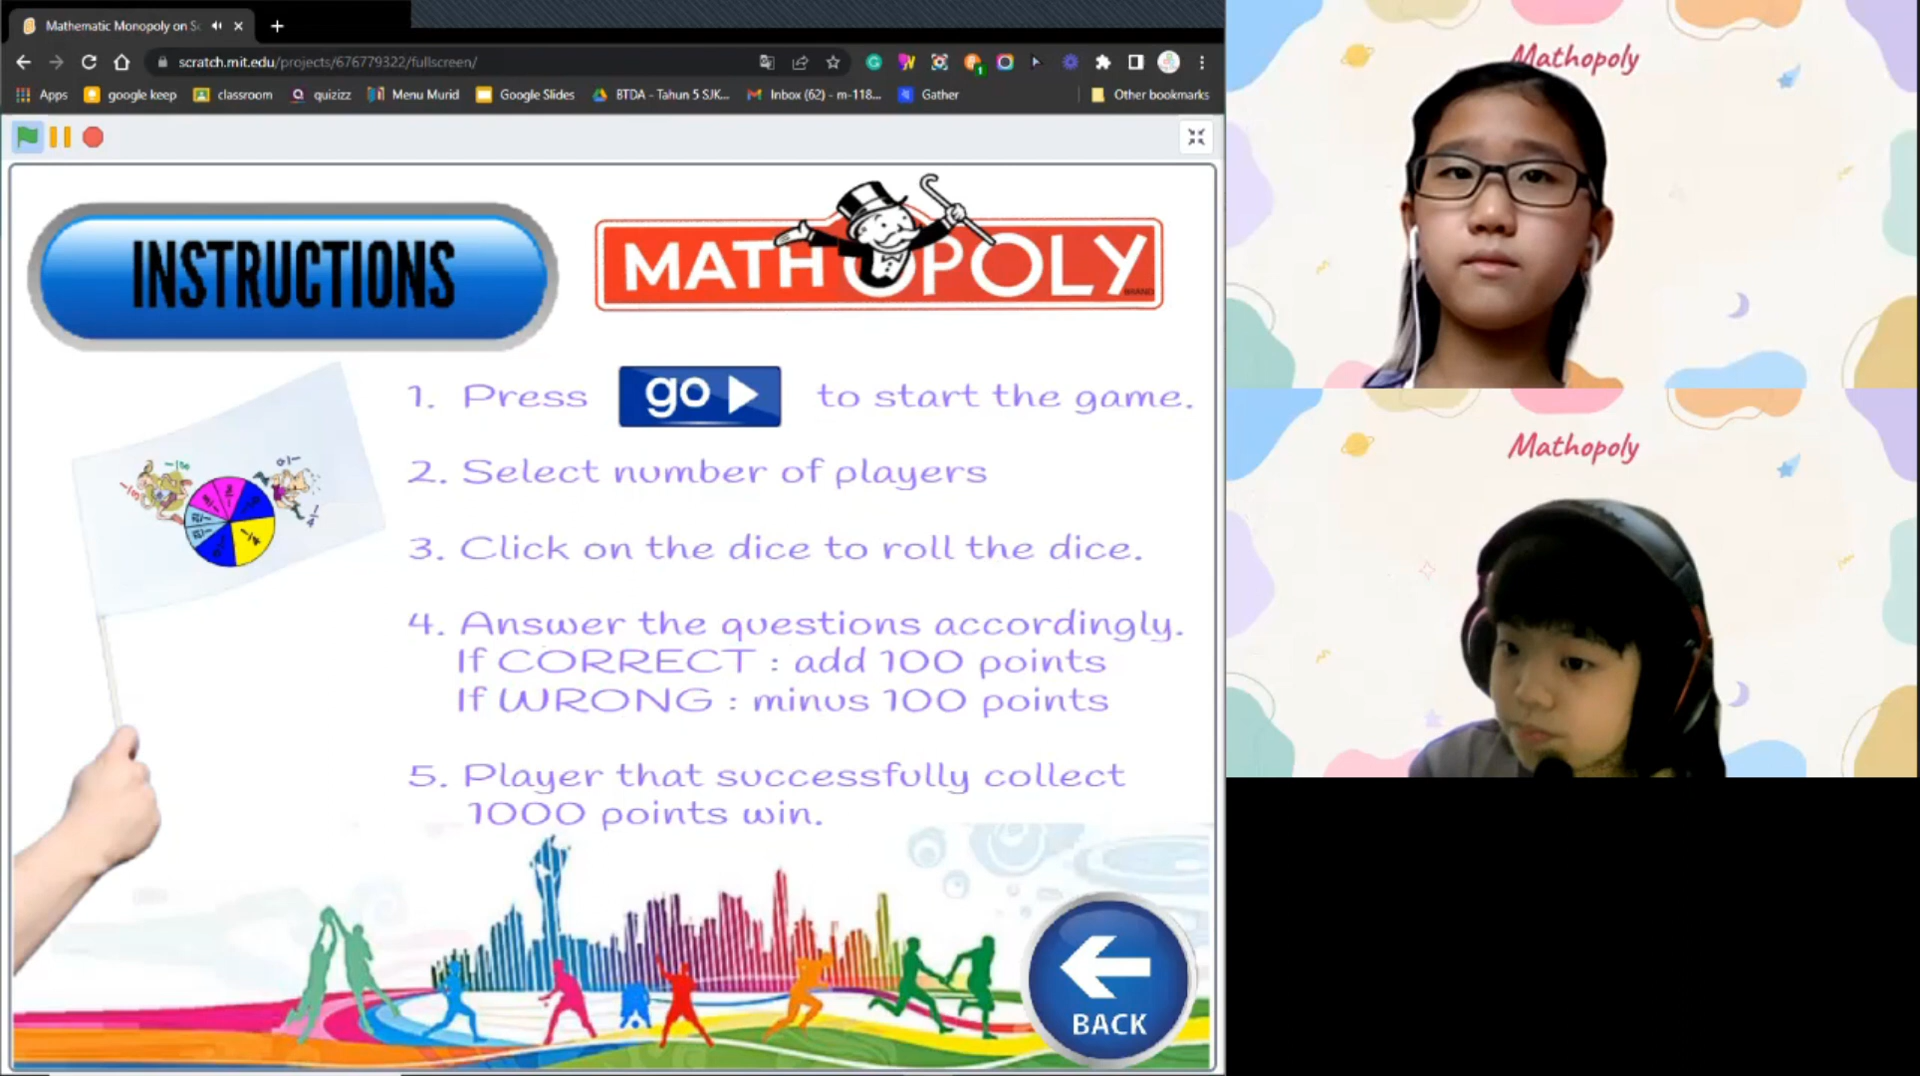 Mathematic Monopoly on Sc
scratch.mit.edu/projects/676779322/fullscreen/
Apps google keep classroom quizizz Menu Murid Google Slides BTDA - Tahun 5 SJK... Inbox (62) - m-118... Gather Other bookmarks
INSTRUCTIONS
MATHOPOLY
BRAND
1. Press go to start the game.
2. Select number of players
3. Click on the dice to roll the dice.
4. Answer the questions accordingly.
If CORRECT : add 100 points
If WRONG : minus 100 points
5. Player that successfully collect
1000 points win.
BACK
Mathopoly
Mathopoly